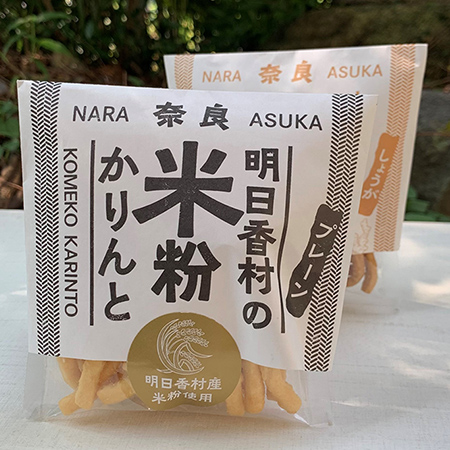 NARA 奈良 ASUKA
明日香村の
米粉
かりんと
プレーン
KOMEKO KARINTO
明日香村産
米粉使用
NARA 奈良 ASUKA
しょうが